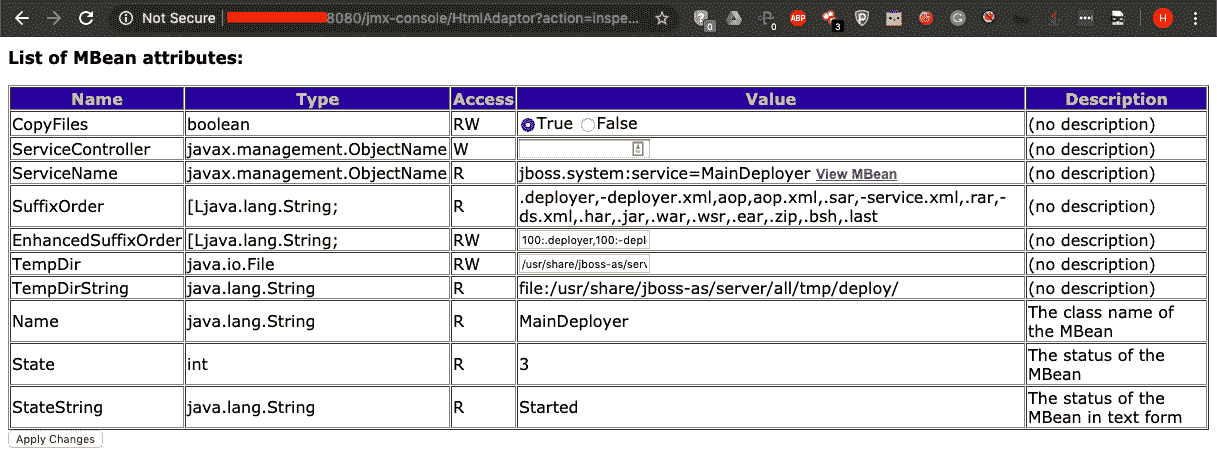 Not Secure 8080/jmx-console/HtmlAdaptor?action=inspe...
0 0 ABP 3 G H
List of MBean attributes:
Name Type Access Value Description
CopyFiles boolean RW True False (no description)
ServiceController javax.management.ObjectName W (no description)
ServiceName javax.management.ObjectName R jboss.system:service=MainDeployer View MBean (no description)
SuffixOrder [Ljava.lang.String; R .deployer,-deployer.xml,aop,aop.xml,.sar,-service.xml,.rar,-
ds.xml,.har,.jar,.war,.wsr,.ear,.zip,.bsh,.last (no description)
EnhancedSuffixOrder [Ljava.lang.String; RW 100:.deployer,100:-depl (no description)
TempDir java.io.File RW /usr/share/jboss-as/serv (no description)
TempDirString java.lang.String R file:/usr/share/jboss-as/server/all/tmp/deploy/ (no description)
Name java.lang.String R MainDeployer The class name of
the MBean
State int R 3 The status of the
MBean
StateString java.lang.String R Started The status of the
MBean in text form
Apply Changes